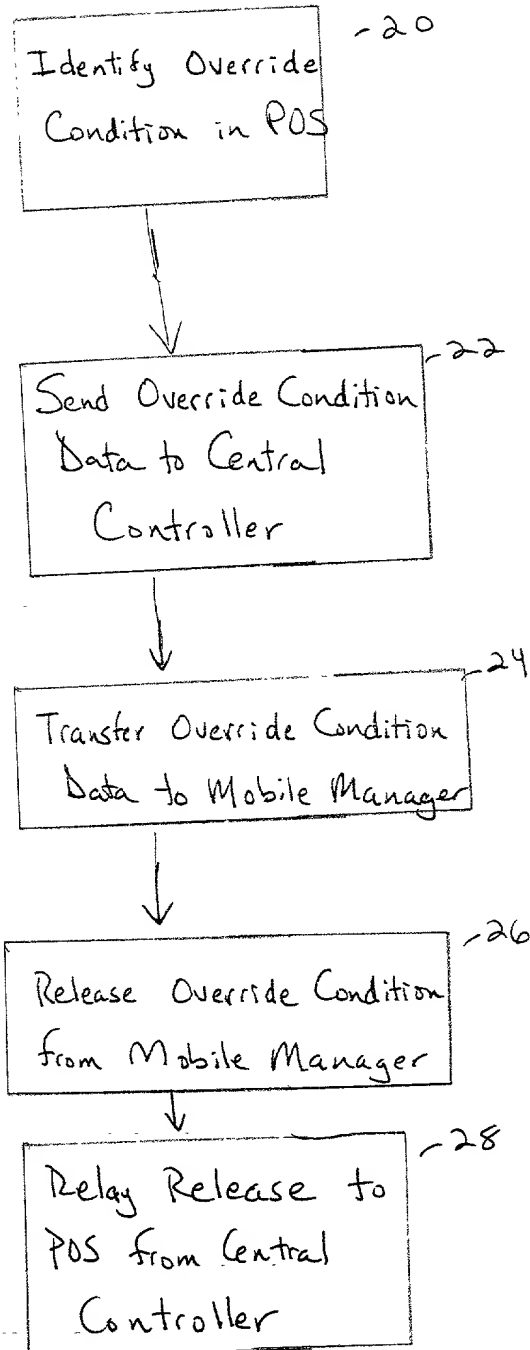 20
Identify Override
Condition in POS
22
Send Override Condition
Data to Central
Controller
24
Transfer Override Condition
Data to Mobile Manager
26
Release Override Condition
from Mobile Manager
28
Relay Release to
POS from Central
Controller